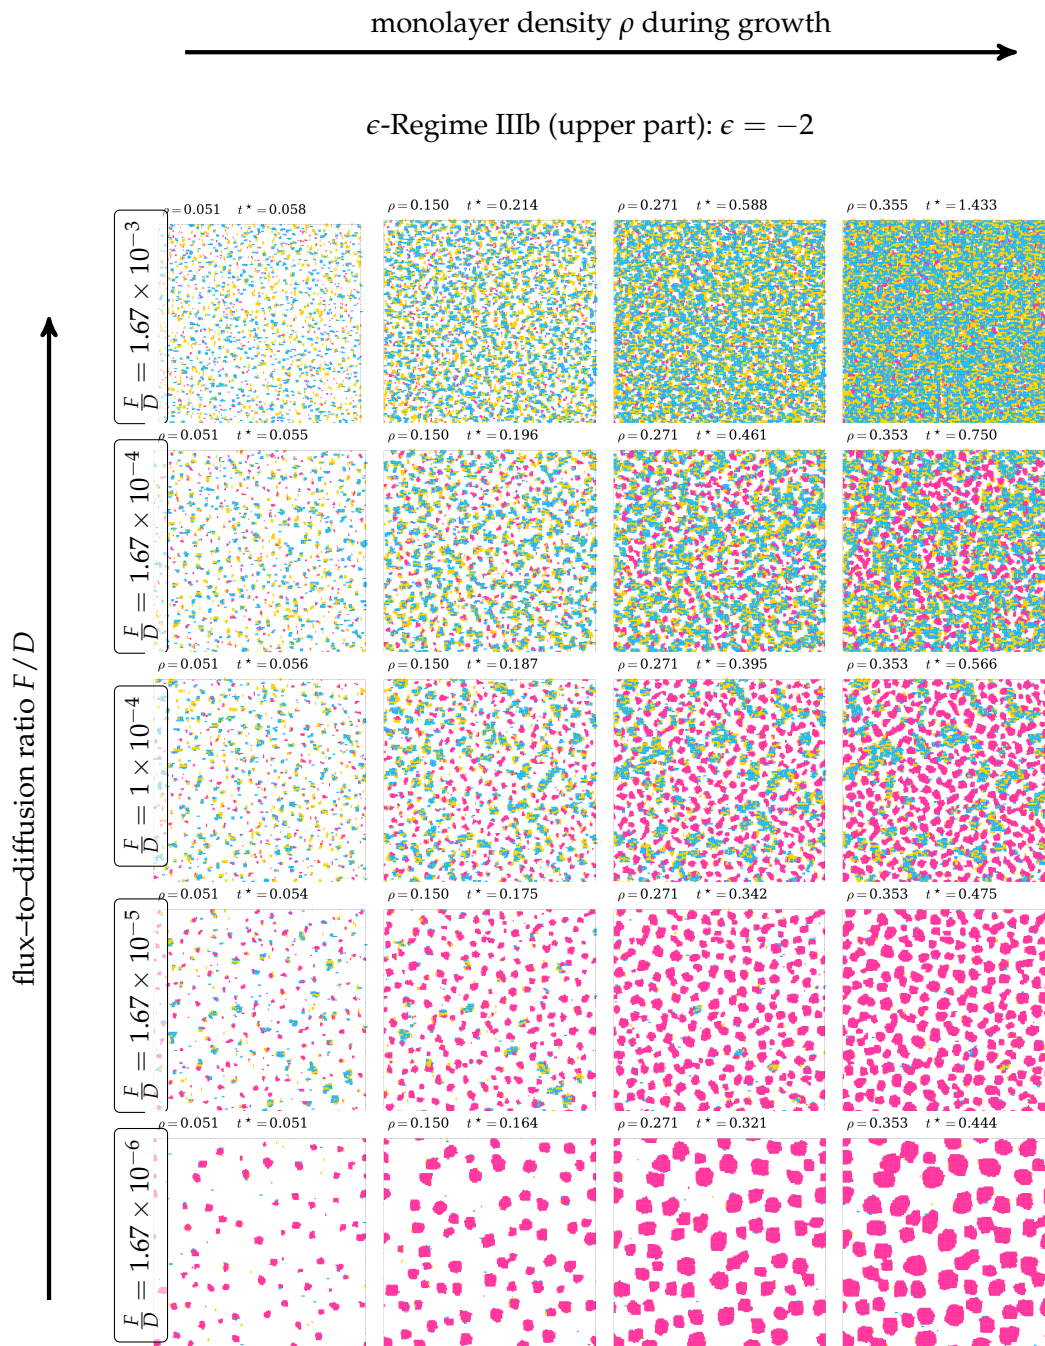 monolayer density ρ during growth
ϵ-Regime IIIb (upper part): ϵ = −2
flux–to–diffusion ratio F/D
F/D = 1.67 × 10⁻³
ρ=0.051 t⋆=0.058
ρ=0.150 t⋆=0.214
ρ=0.271 t⋆=0.588
ρ=0.355 t⋆=1.433
F/D = 1.67 × 10⁻⁴
ρ=0.051 t⋆=0.055
ρ=0.150 t⋆=0.196
ρ=0.271 t⋆=0.461
ρ=0.353 t⋆=0.750
F/D = 1 × 10⁻⁴
ρ=0.051 t⋆=0.056
ρ=0.150 t⋆=0.187
ρ=0.271 t⋆=0.395
ρ=0.353 t⋆=0.566
F/D = 1.67 × 10⁻⁵
ρ=0.051 t⋆=0.054
ρ=0.150 t⋆=0.175
ρ=0.271 t⋆=0.342
ρ=0.353 t⋆=0.475
F/D = 1.67 × 10⁻⁶
ρ=0.051 t⋆=0.051
ρ=0.150 t⋆=0.164
ρ=0.271 t⋆=0.321
ρ=0.353 t⋆=0.444